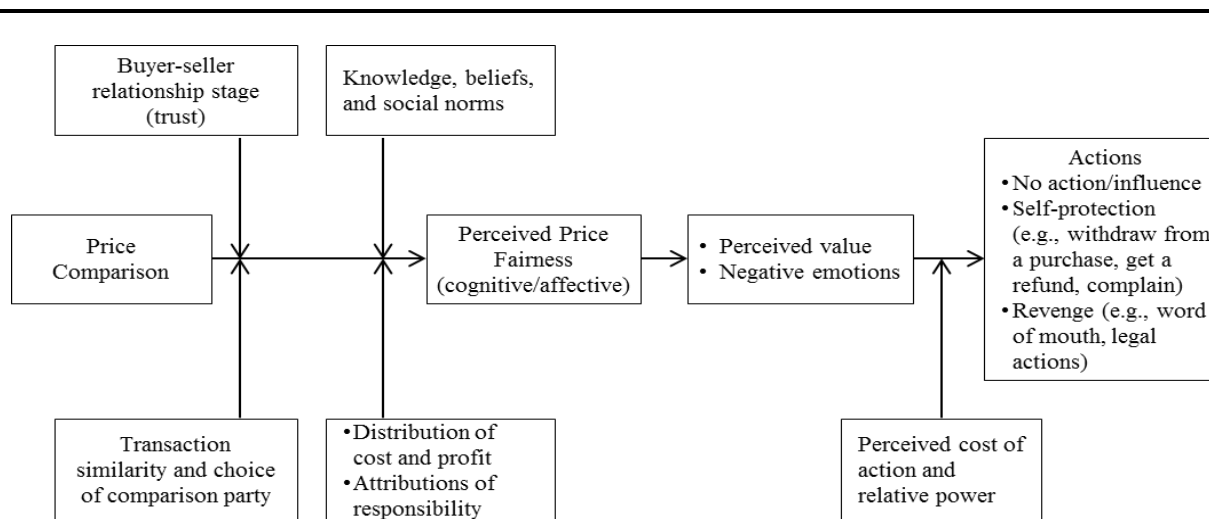 Buyer-seller
relationship stage
(trust)
Knowledge, beliefs,
and social norms
Price
Comparison
Perceived Price
Fairness
(cognitive/affective)
• Perceived value
• Negative emotions
Actions
•No action/influence
•Self-protection
(e.g., withdraw from
a purchase, get a
refund, complain)
•Revenge (e.g., word
of mouth, legal
actions)
Transaction
similarity and choice
of comparison party
•Distribution of
cost and profit
•Attributions of
responsibility
Perceived cost of
action and
relative power